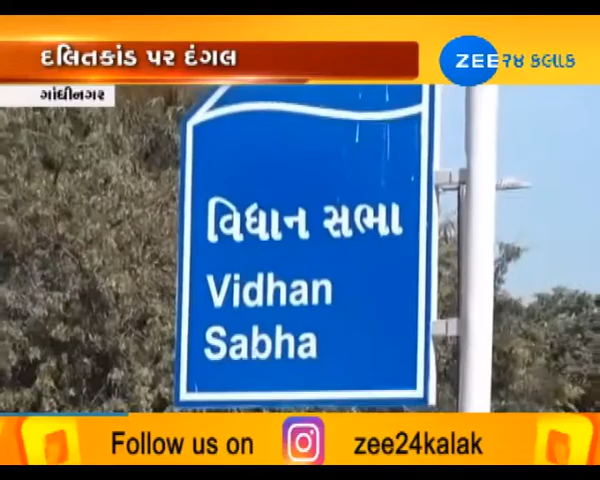 દલિતકાંડ પર દંગલ
ZEE ૨૪ કલાક
ગાંધીનગર
વિધાન સભા
Vidhan
Sabha
Follow us on zee24kalak